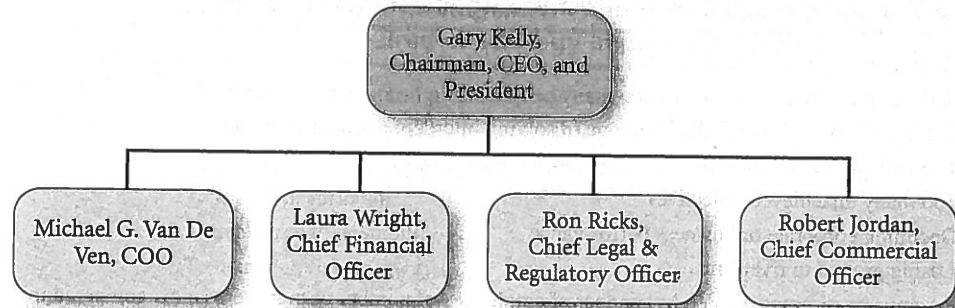 Gary Kelly,
Chairman, CEO, and
President
Michael G. Van De
Ven, COO
Laura Wright,
Chief Financial
Officer
Ron Ricks,
Chief Legal &
Regulatory Officer
Robert Jordan,
Chief Commercial
Officer